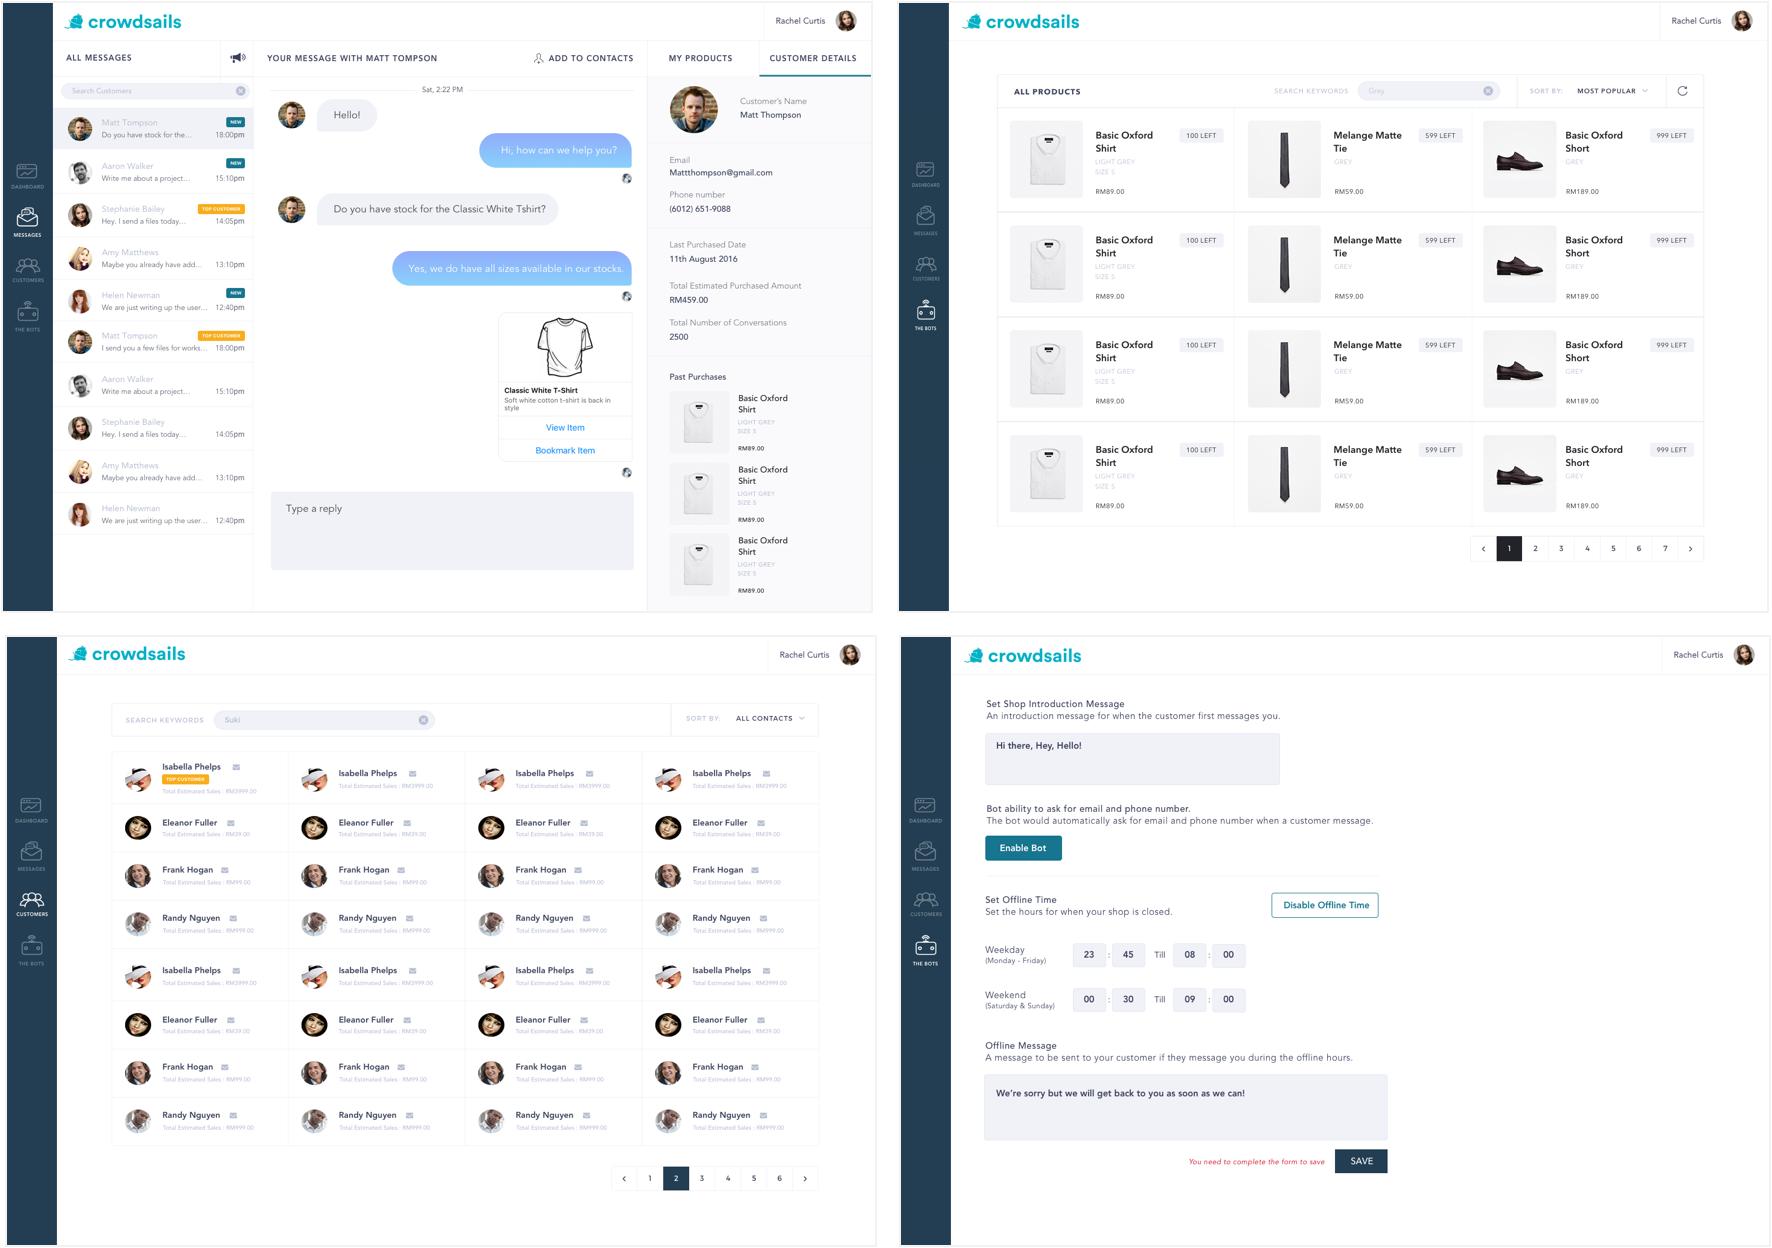 crowdsails
Rachel Curtis
ALL MESSAGES
YOUR MESSAGE WITH MATT TOMPSON
ADD TO CONTACTS
MY PRODUCTS
CUSTOMER DETAILS
Search Customers
Matt Tompson
NEW
Do you have stock for the...
18:00pm
Aaron Walker
NEW
Write me about a project...
15:10pm
Stephanie Bailey
TOP CUSTOMER
Hey. I send a files today...
14:05pm
Amy Matthews
Maybe you already have add...
13:10pm
Helen Newman
NEW
We are just writing up the user...
12:40pm
Matt Tompson
TOP CUSTOMER
I send you a few files for works...
18:00pm
Aaron Walker
Write me about a project...
15:10pm
Stephanie Bailey
Hey. I send a files today...
14:05pm
Amy Matthews
Maybe you already have add...
13:10pm
Helen Newman
We are just writing up the user...
12:40pm
DASHBOARD
MESSAGES
CUSTOMERS
THE BOTS
Sat, 2:22 PM
Hello!
Hi, how can we help you?
Do you have stock for the Classic White Tshirt?
Yes, we do have all sizes available in our stocks.
Classic White T-Shirt
Soft white cotton t-shirt is back in
style
View Item
Bookmark Item
Type a reply
Customer's Name
Matt Thompson
Email
Mattthompson@gmail.com
Phone number
(6012) 651-9088
Last Purchased Date
11th August 2016
Total Estimated Purchased Amount
RM459.00
Total Number of Conversations
2500
Past Purchases
Basic Oxford
Shirt
LIGHT GREY
SIZE S
RM89.00
Basic Oxford
Shirt
LIGHT GREY
SIZE S
RM89.00
Basic Oxford
Shirt
LIGHT GREY
SIZE S
RM89.00
crowdsails
Rachel Curtis
DASHBOARD
MESSAGES
CUSTOMERS
THE BOTS
ALL PRODUCTS
SEARCH KEYWORDS
Grey
SORT BY:
MOST POPULAR
Basic Oxford
Shirt
100 LEFT
LIGHT GREY
SIZE S
RM89.00
Melange Matte
Tie
599 LEFT
GREY
RM59.00
Basic Oxford
Short
999 LEFT
GREY
RM189.00
Basic Oxford
Shirt
100 LEFT
LIGHT GREY
SIZE S
RM89.00
Melange Matte
Tie
599 LEFT
GREY
RM59.00
Basic Oxford
Short
999 LEFT
GREY
RM189.00
Basic Oxford
Shirt
100 LEFT
LIGHT GREY
SIZE S
RM89.00
Melange Matte
Tie
599 LEFT
GREY
RM59.00
Basic Oxford
Short
999 LEFT
GREY
RM189.00
Basic Oxford
Shirt
100 LEFT
LIGHT GREY
SIZE S
RM89.00
Melange Matte
Tie
599 LEFT
GREY
RM59.00
Basic Oxford
Short
999 LEFT
GREY
RM189.00
‹ 1 2 3 4 5 6 7 ›
crowdsails
Rachel Curtis
DASHBOARD
MESSAGES
CUSTOMERS
THE BOTS
SEARCH KEYWORDS
Suki
SORT BY:
ALL CONTACTS
Isabella Phelps Isabella Phelps Isabella Phelps Isabella Phelps
TOP CUSTOMER
Total Estimated Sales : RM3999.00 Total Estimated Sales : RM3999.00 Total Estimated Sales : RM3999.00 Total Estimated Sales : RM3999.00
Eleanor Fuller Eleanor Fuller Eleanor Fuller Eleanor Fuller
Total Estimated Sales : RM39.00 Total Estimated Sales : RM39.00 Total Estimated Sales : RM39.00 Total Estimated Sales : RM39.00
Frank Hogan Frank Hogan Frank Hogan Frank Hogan
Total Estimated Sales : RM99.00 Total Estimated Sales : RM99.00 Total Estimated Sales : RM99.00 Total Estimated Sales : RM99.00
Randy Nguyen Randy Nguyen Randy Nguyen Randy Nguyen
Total Estimated Sales : RM999.00 Total Estimated Sales : RM999.00 Total Estimated Sales : RM999.00 Total Estimated Sales : RM999.00
Isabella Phelps Isabella Phelps Isabella Phelps Isabella Phelps
Total Estimated Sales : RM3999.00 Total Estimated Sales : RM3999.00 Total Estimated Sales : RM3999.00 Total Estimated Sales : RM3999.00
Eleanor Fuller Eleanor Fuller Eleanor Fuller Eleanor Fuller
Total Estimated Sales : RM39.00 Total Estimated Sales : RM39.00 Total Estimated Sales : RM39.00 Total Estimated Sales : RM39.00
Frank Hogan Frank Hogan Frank Hogan Frank Hogan
Total Estimated Sales : RM99.00 Total Estimated Sales : RM99.00 Total Estimated Sales : RM99.00 Total Estimated Sales : RM99.00
Randy Nguyen Randy Nguyen Randy Nguyen Randy Nguyen
Total Estimated Sales : RM999.00 Total Estimated Sales : RM999.00 Total Estimated Sales : RM999.00 Total Estimated Sales : RM999.00
‹ 1 2 3 4 5 6 ›
crowdsails
Rachel Curtis
DASHBOARD
MESSAGES
CUSTOMERS
THE BOTS
Set Shop Introduction Message
An introduction message for when the customer first messages you.
Hi there, Hey, Hello!
Bot ability to ask for email and phone number.
The bot would automatically ask for email and phone number when a customer message.
Enable Bot
Set Offline Time
Set the hours for when your shop is closed.
Disable Offline Time
Weekday
(Monday - Friday)
23 : 45 Till 08 : 00
Weekend
(Saturday & Sunday)
00 : 30 Till 09 : 00
Offline Message
A message to be sent to your customer if they message you during the offline hours.
We're sorry but we will get back to you as soon as we can!
You need to complete the form to save
SAVE